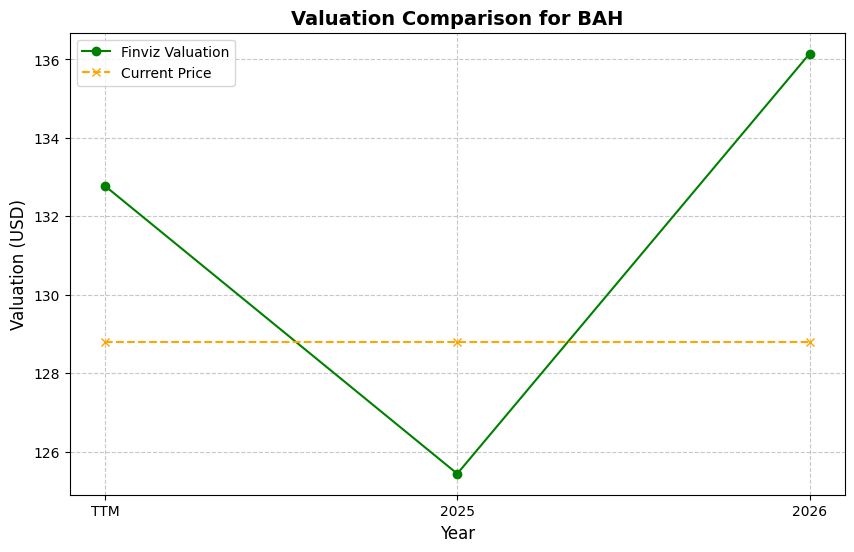 Valuation Comparison for BAH
Finviz Valuation
Current Price
136
134
132
130
128
126
Valuation (USD)
TTM
2025
2026
Year